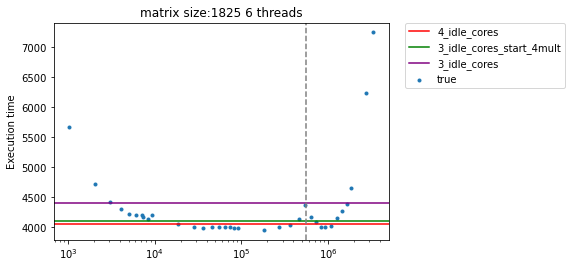 matrix size:1825 6 threads
Execution time
7000
6500
6000
5500
5000
4500
4000
10³
10⁴
10⁵
10⁶
4_idle_cores
3_idle_cores_start_4mult
3_idle_cores
true